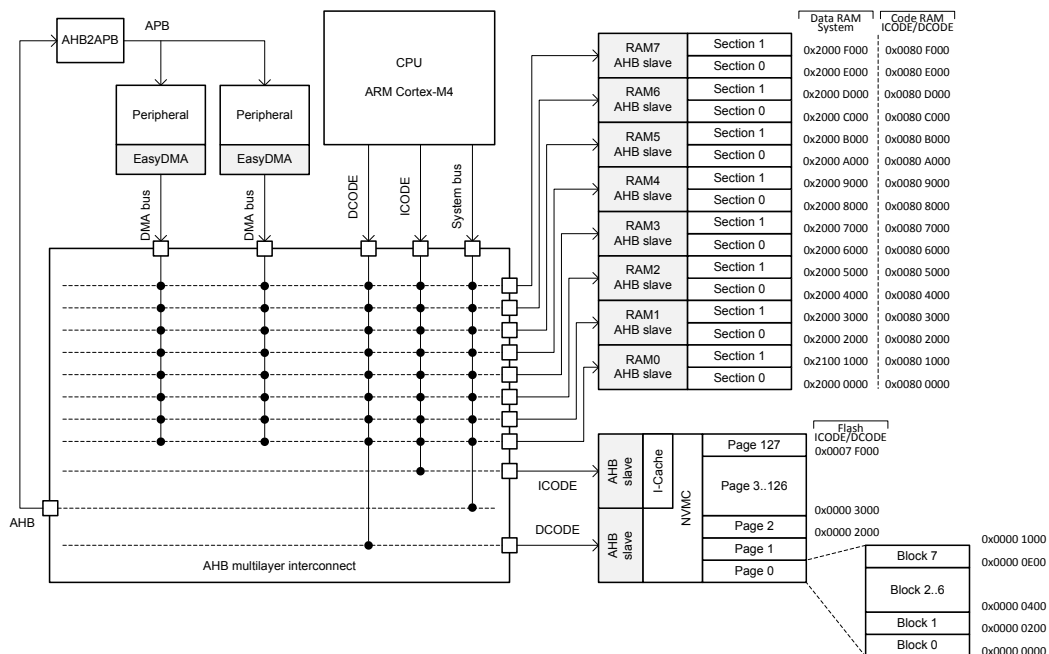 AHB2APB
APB
CPU
ARM Cortex-M4
Peripheral
EasyDMA
Peripheral
EasyDMA
DMA bus
DMA bus
DCODE
ICODE
System bus
AHB multilayer interconnect
AHB
ICODE
DCODE
Data RAM
System
Code RAM
ICODE/DCODE
RAM7
AHB slave
Section 1
0x2000 F000
0x0080 F000
Section 0
0x2000 E000
0x0080 E000
RAM6
AHB slave
Section 1
0x2000 D000
0x0080 D000
Section 0
0x2000 C000
0x0080 C000
RAM5
AHB slave
Section 1
0x2000 B000
0x0080 B000
Section 0
0x2000 A000
0x0080 A000
RAM4
AHB slave
Section 1
0x2000 9000
0x0080 9000
Section 0
0x2000 8000
0x0080 8000
RAM3
AHB slave
Section 1
0x2000 7000
0x0080 7000
Section 0
0x2000 6000
0x0080 6000
RAM2
AHB slave
Section 1
0x2000 5000
0x0080 5000
Section 0
0x2000 4000
0x0080 4000
RAM1
AHB slave
Section 1
0x2000 3000
0x0080 3000
Section 0
0x2000 2000
0x0080 2000
RAM0
AHB slave
Section 1
0x2100 1000
0x0080 1000
Section 0
0x2000 0000
0x0080 0000
Flash
ICODE/DCODE
AHB
slave
I-Cache
AHB
slave
NVMC
Page 127
0x0007 F000
Page 3..126
0x0000 3000
Page 2
0x0000 2000
Page 1
Page 0
0x0000 1000
Block 7
0x0000 0E00
Block 2..6
0x0000 0400
Block 1
0x0000 0200
Block 0
0x0000 0000